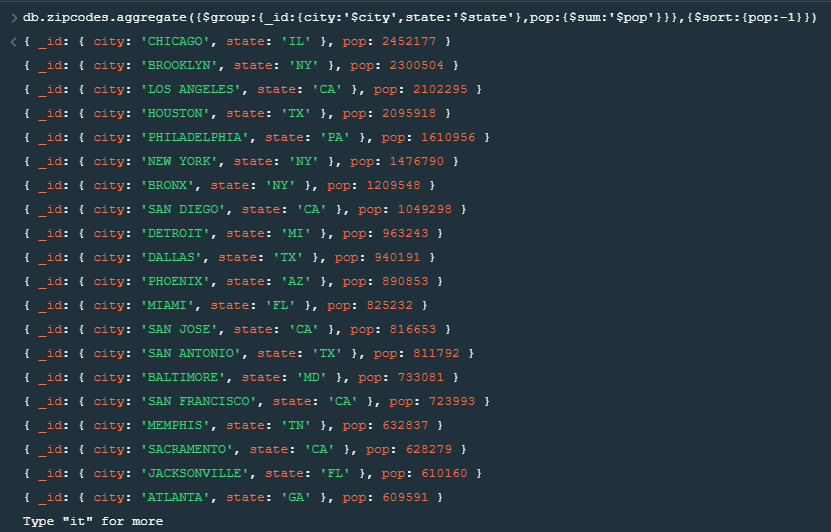 > db.zipcodes.aggregate({$group:{_id:{city:'$city',state:'$state'},pop:{$sum:'$pop'}}},{$sort:{pop:-1}})
< { _id: { city: 'CHICAGO', state: 'IL' }, pop: 2452177 }
{ _id: { city: 'BROOKLYN', state: 'NY' }, pop: 2300504 }
{ _id: { city: 'LOS ANGELES', state: 'CA' }, pop: 2102295 }
{ _id: { city: 'HOUSTON', state: 'TX' }, pop: 2095918 }
{ _id: { city: 'PHILADELPHIA', state: 'PA' }, pop: 1610956 }
{ _id: { city: 'NEW YORK', state: 'NY' }, pop: 1476790 }
{ _id: { city: 'BRONX', state: 'NY' }, pop: 1209548 }
{ _id: { city: 'SAN DIEGO', state: 'CA' }, pop: 1049298 }
{ _id: { city: 'DETROIT', state: 'MI' }, pop: 963243 }
{ _id: { city: 'DALLAS', state: 'TX' }, pop: 940191 }
{ _id: { city: 'PHOENIX', state: 'AZ' }, pop: 890853 }
{ _id: { city: 'MIAMI', state: 'FL' }, pop: 825232 }
{ _id: { city: 'SAN JOSE', state: 'CA' }, pop: 816653 }
{ _id: { city: 'SAN ANTONIO', state: 'TX' }, pop: 811792 }
{ _id: { city: 'BALTIMORE', state: 'MD' }, pop: 733081 }
{ _id: { city: 'SAN FRANCISCO', state: 'CA' }, pop: 723993 }
{ _id: { city: 'MEMPHIS', state: 'TN' }, pop: 632837 }
{ _id: { city: 'SACRAMENTO', state: 'CA' }, pop: 628279 }
{ _id: { city: 'JACKSONVILLE', state: 'FL' }, pop: 610160 }
{ _id: { city: 'ATLANTA', state: 'GA' }, pop: 609591 }
Type "it" for more